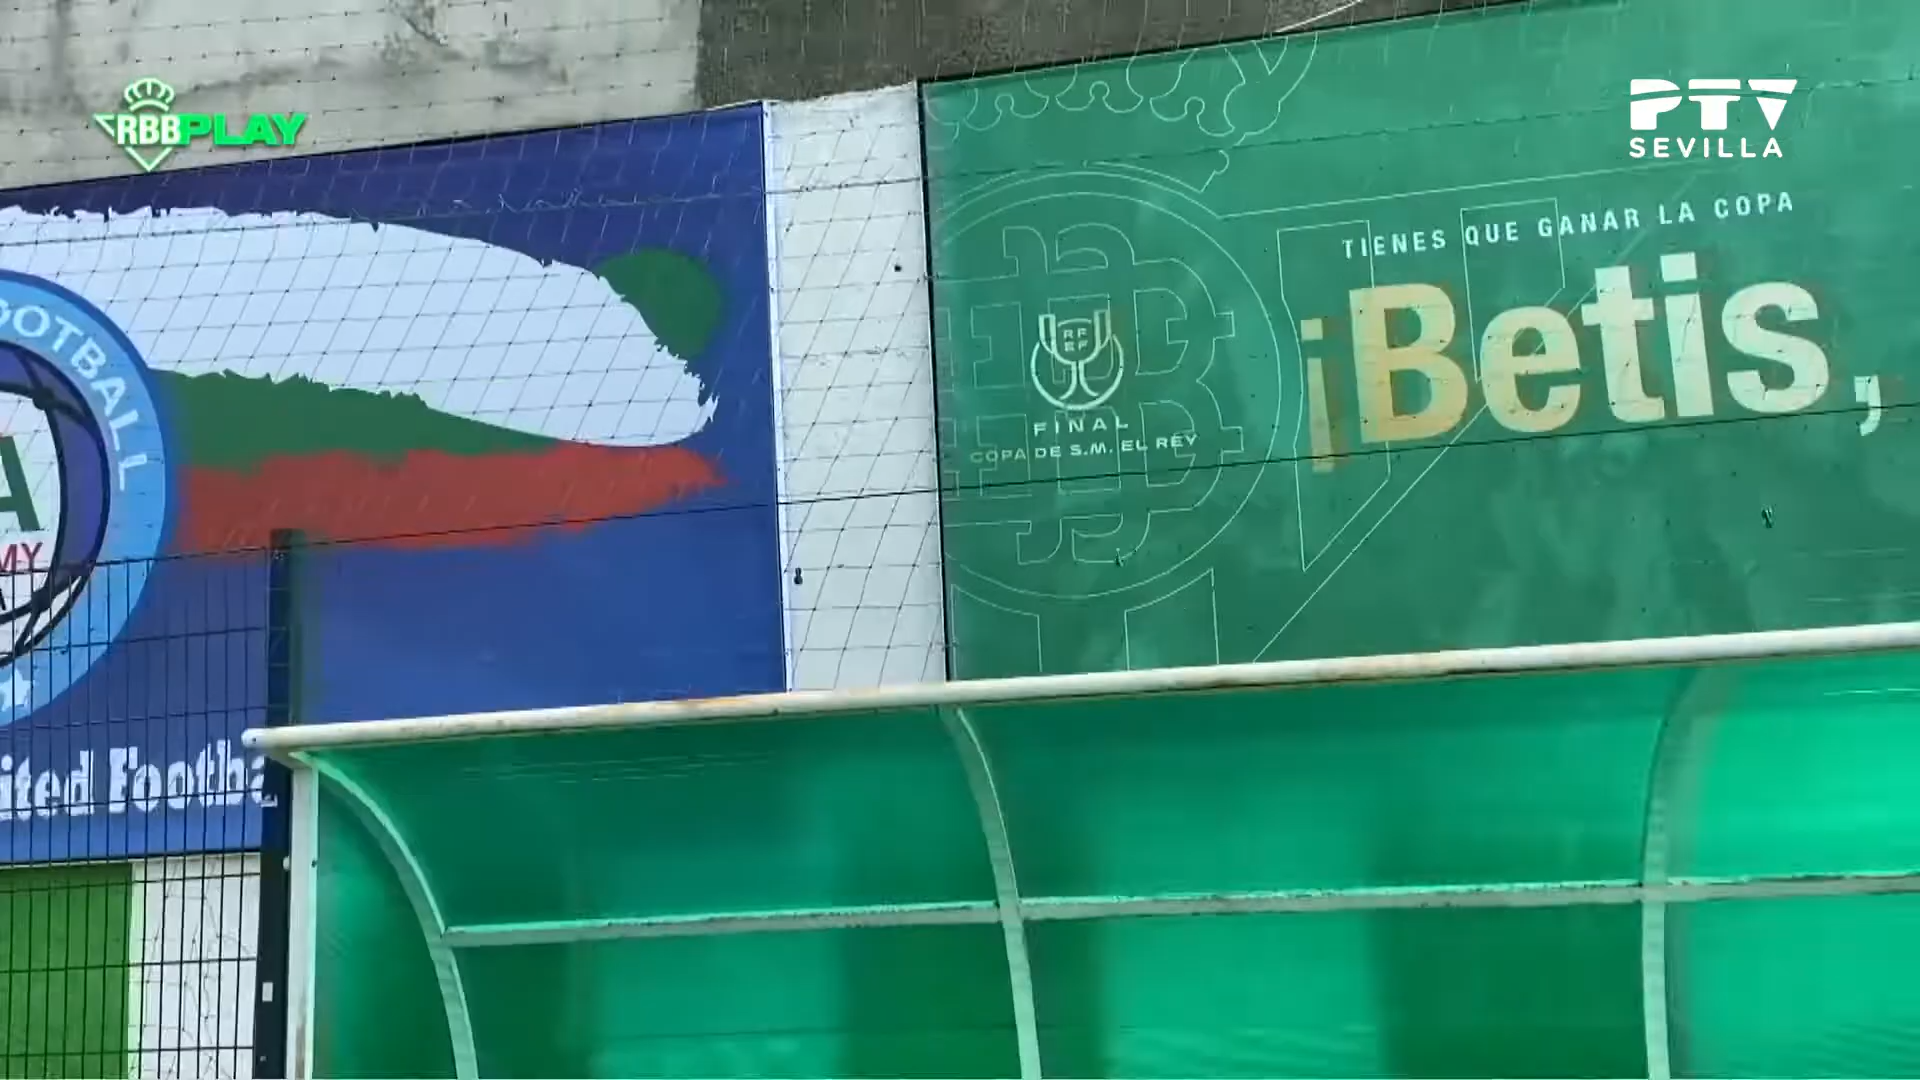 RBBPLAY
PTV
SEVILLA
TIENES QUE GANAR LA COPA
¡Betis,
RF
EF
FINAL
COPA DE S.M. EL REY
OOTBALL
A
MY
ited Footba